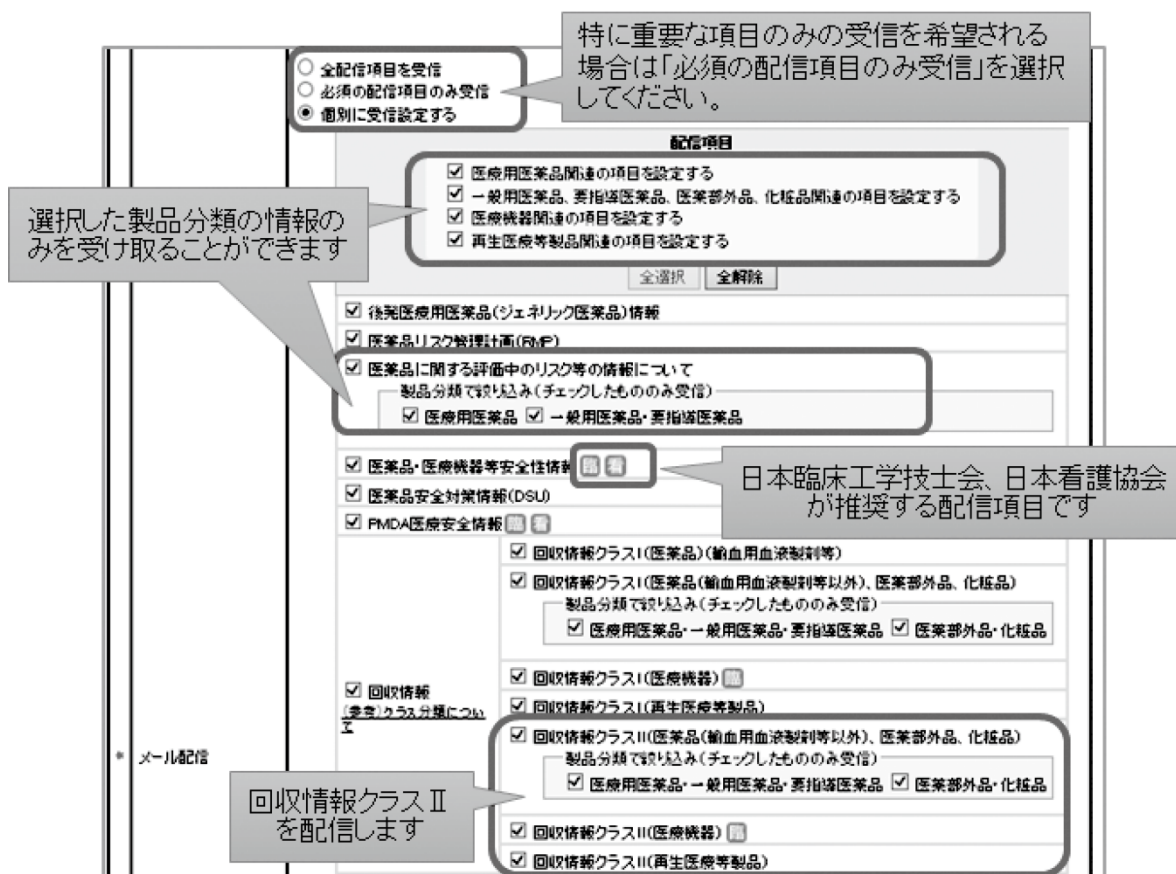 特に重要な項目のみの受信を希望される
場合は「必須の配信項目のみ受信」を選択
してください。
全配信項目を受信
必須の配信項目のみ受信
個別に受信設定する
配信項目
医療用医薬品関連の項目を設定する
一般用医薬品、要指導医薬品、医薬部外品、化粧品関連の項目を設定する
医療機器関連の項目を設定する
再生医療等製品関連の項目を設定する
選択した製品分類の情報の
みを受け取ることができます
全選択 全解除
後発医療用医薬品(ジェネリック医薬品)情報
医薬品リスク管理計画(RMP)
医薬品に関する評価中のリスク等の情報について
製品分類で絞り込み(チェックしたもののみ受信)
医療用医薬品 一般用医薬品・要指導医薬品
医薬品・医療機器等安全性情報 臨 看
日本臨床工学技士会、日本看護協会
が推奨する配信項目です
医薬品安全対策情報(DSU)
PMDA医療安全情報 臨 看
回収情報クラスI(医薬品)(輸血用血液製剤等)
回収情報クラスI(医薬品(輸血用血液製剤等以外)、医薬部外品、化粧品)
製品分類で絞り込み(チェックしたもののみ受信)
医療用医薬品・一般用医薬品・要指導医薬品 医薬部外品・化粧品
回収情報クラスI(医療機器) 臨
回収情報
(参考)クラス分類につい
て
回収情報クラスI(再生医療等製品)
回収情報クラスII(医薬品(輸血用血液製剤等以外)、医薬部外品、化粧品)
製品分類で絞り込み(チェックしたもののみ受信)
医療用医薬品・一般用医薬品・要指導医薬品 医薬部外品・化粧品
* メール配信
回収情報クラスⅡ
を配信します
回収情報クラスII(医療機器) 臨
回収情報クラスII(再生医療等製品)